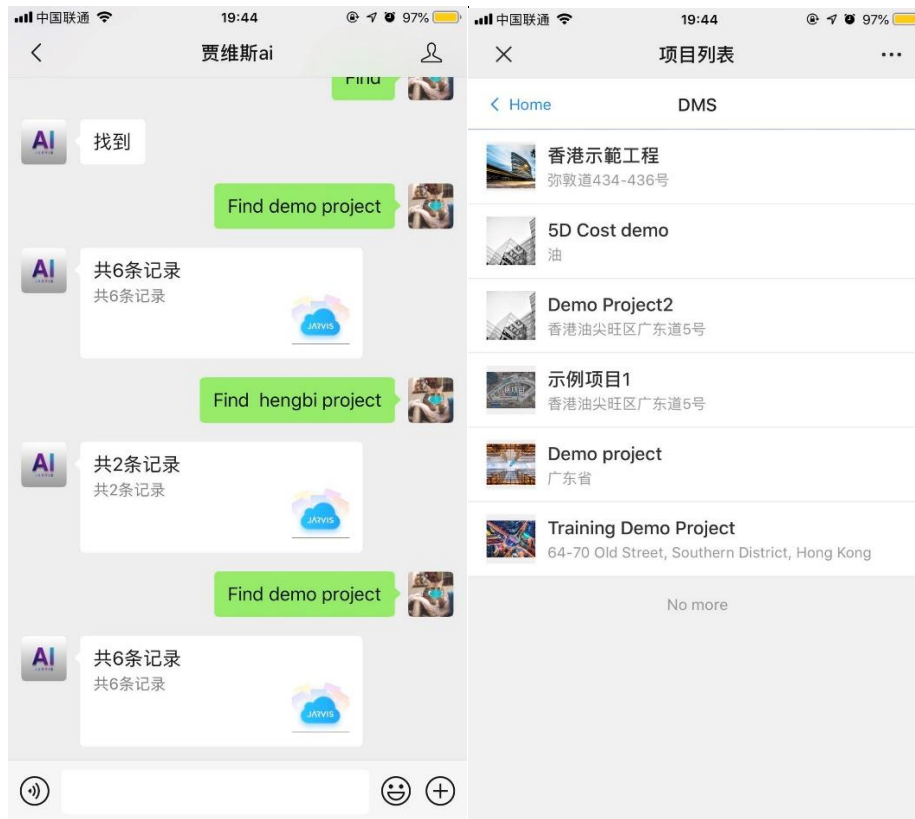 中国联通
19:44
97%
贾维斯ai
Find
AI
找到
Find demo project
AI
共6条记录
共6条记录
JARVIS
Find  hengbi project
AI
共2条记录
共2条记录
JARVIS
Find demo project
AI
共6条记录
共6条记录
JARVIS
中国联通
19:44
97%
项目列表
Home
DMS
香港示範工程
弥敦道434-436号
5D Cost demo
油
Demo Project2
香港油尖旺区广东道5号
示例项目1
香港油尖旺区广东道5号
Demo project
广东省
Training Demo Project
64-70 Old Street, Southern District, Hong Kong
No more